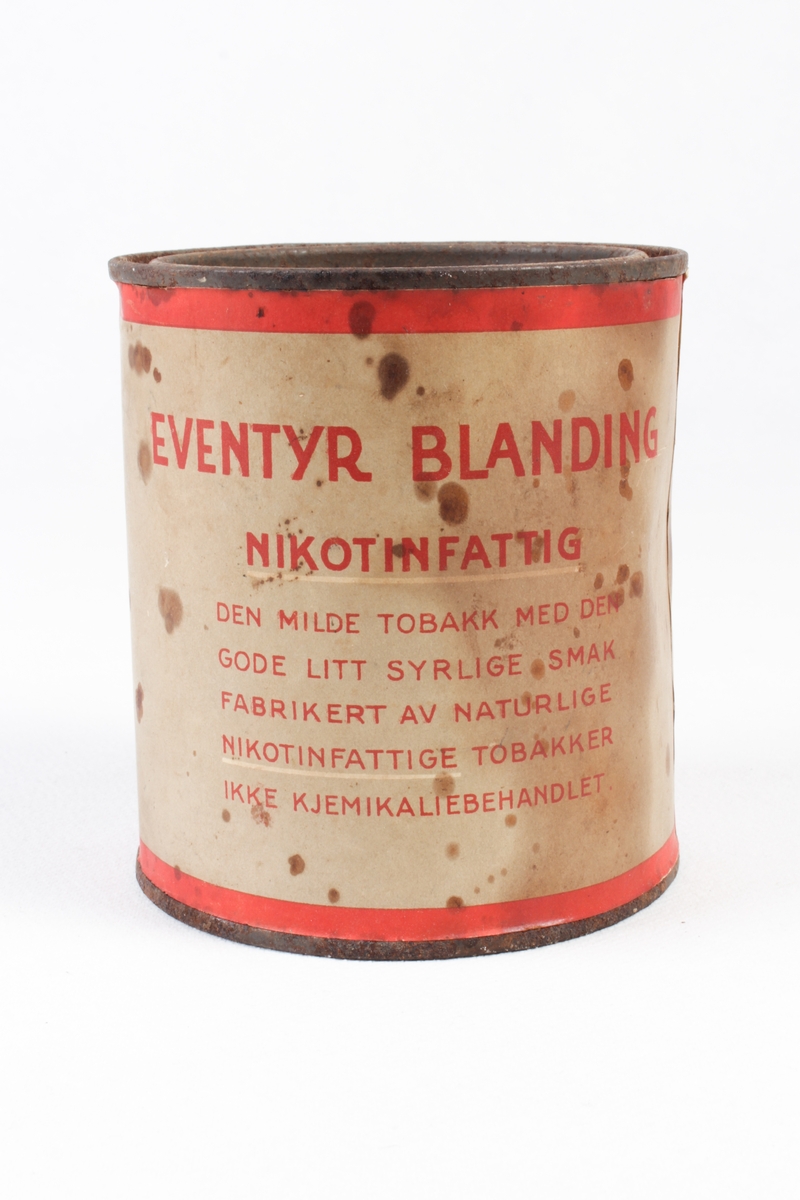 EVENTYR BLANDING
NIKOTINFATTIG
DEN MILDE TOBAKK MED DEN
GODE LITT SYRLIGE SMAK
FABRIKERT AV NATURLIGE
NIKOTINFATTIGE TOBAKKER
IKKE KJEMIKALIEBEHANDLET.